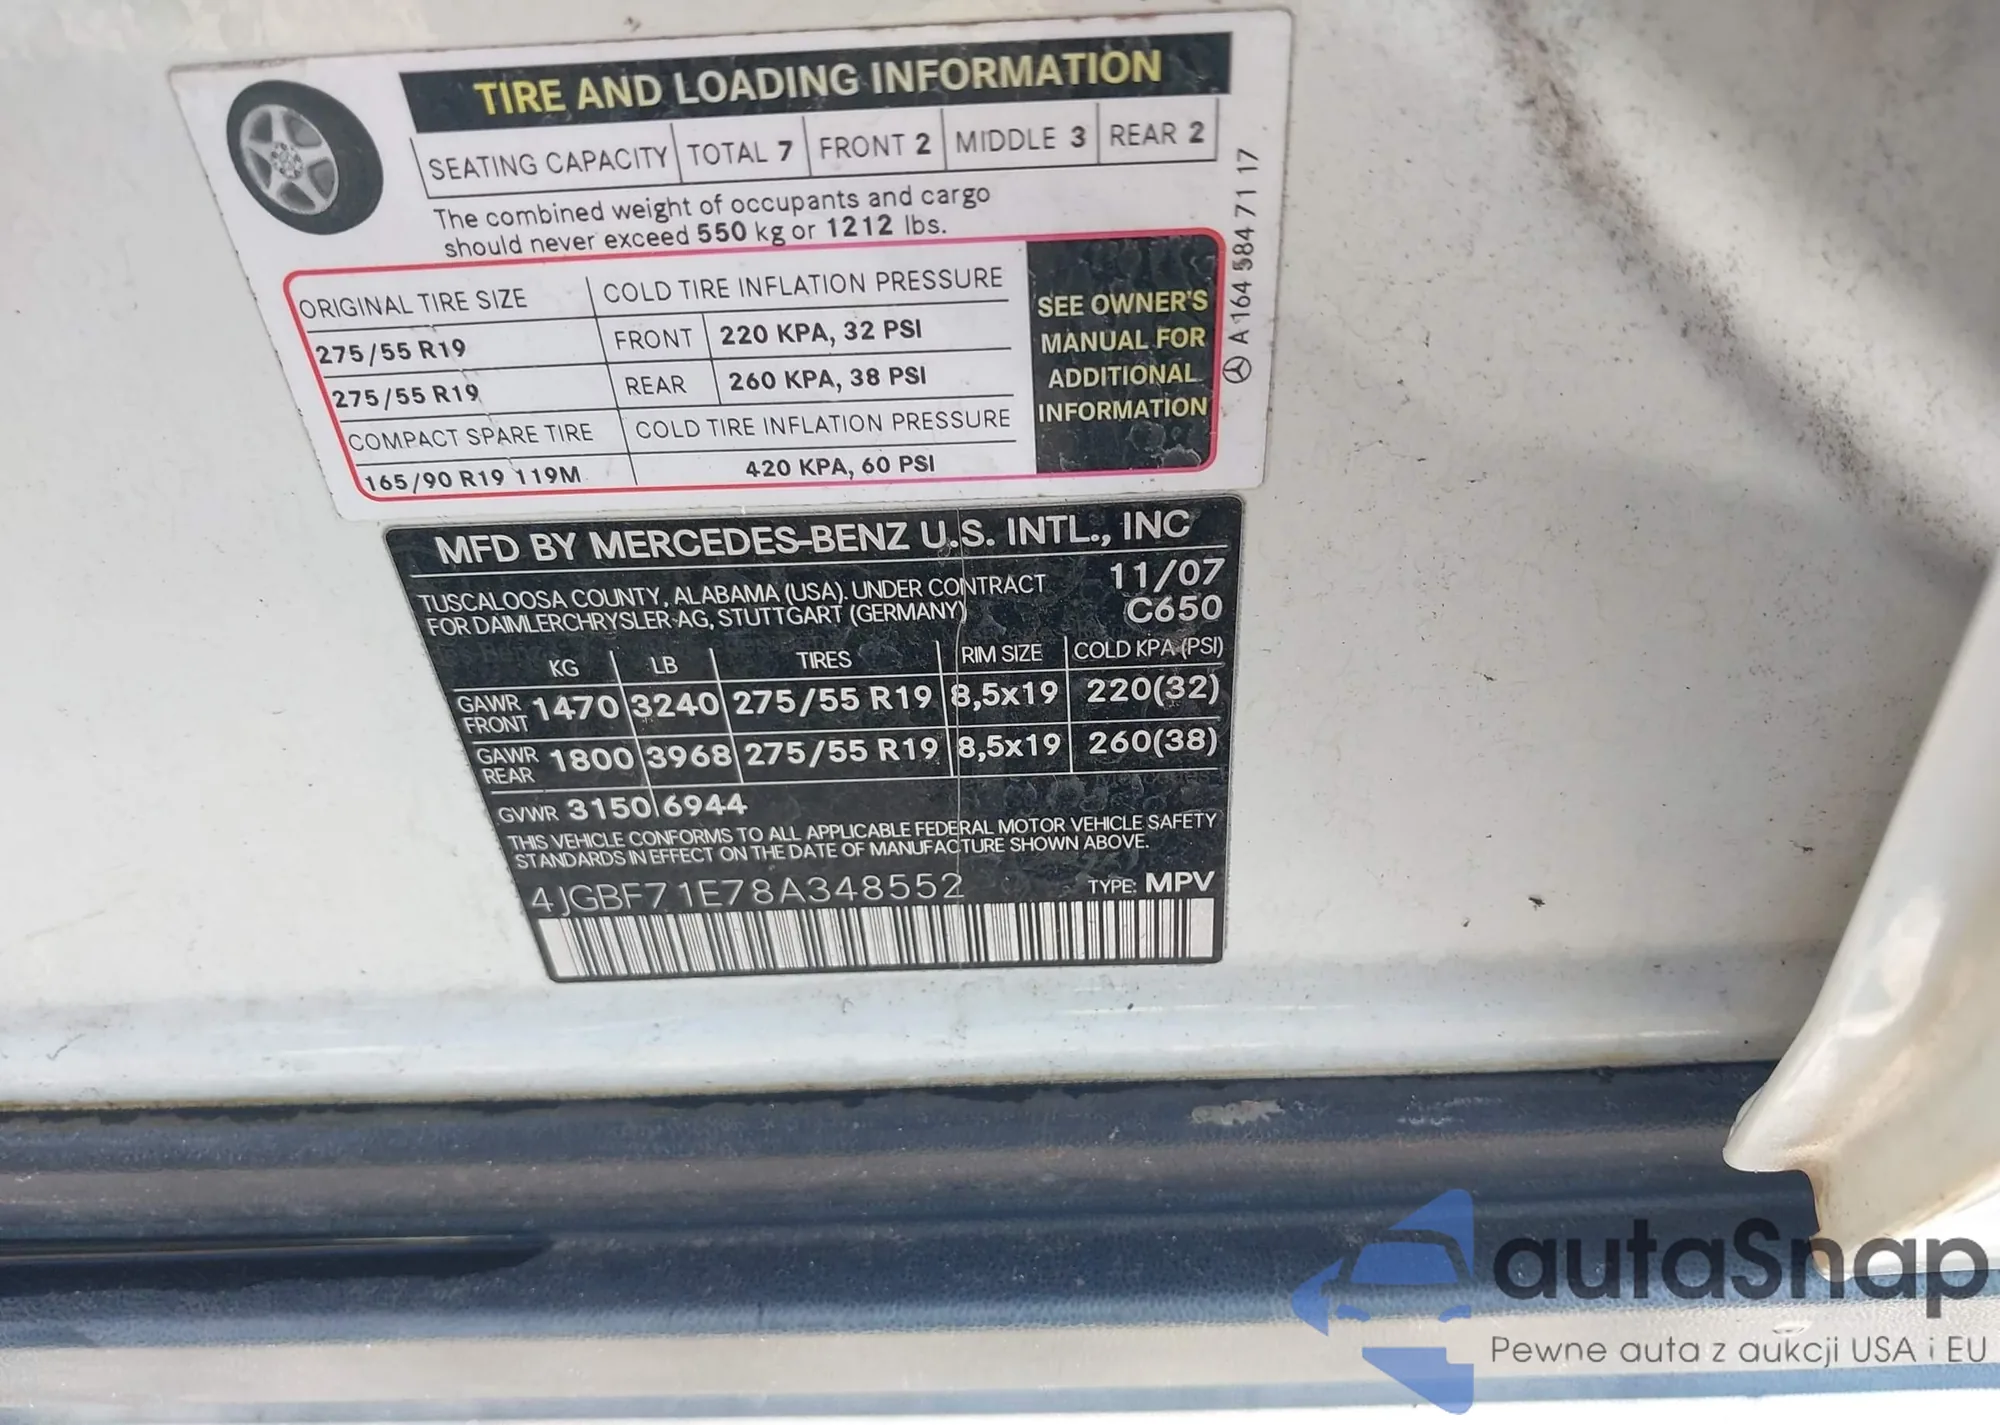 TIRE AND LOADING INFORMATION
SEATING CAPACITY TOTAL 7 FRONT 2 MIDDLE 3 REAR 2
The combined weight of occupants and cargo
should never exceed 550 kg or 1212 lbs.
ORIGINAL TIRE SIZE COLD TIRE INFLATION PRESSURE
275/55 R19 FRONT 220 KPA, 32 PSI
275/55 R19 REAR 260 KPA, 38 PSI
COMPACT SPARE TIRE COLD TIRE INFLATION PRESSURE
165/90 R19 119M 420 KPA, 60 PSI
SEE OWNER'S
MANUAL FOR
ADDITIONAL
INFORMATION
A 164 584 71 17
MFD BY MERCEDES-BENZ U.S. INTL., INC
TUSCALOOSA COUNTY, ALABAMA (USA). UNDER CONTRACT 11/07
FOR DAIMLERCHRYSLER AG, STUTTGART (GERMANY) C650
KG LB TIRES RIM SIZE COLD KPA (PSI)
GAWR FRONT 1470 3240 275/55 R19 8,5x19 220(32)
GAWR REAR 1800 3968 275/55 R19 8,5x19 260(38)
GVWR 3150 6944
THIS VEHICLE CONFORMS TO ALL APPLICABLE FEDERAL MOTOR VEHICLE SAFETY
STANDARDS IN EFFECT ON THE DATE OF MANUFACTURE SHOWN ABOVE.
4JGBF71E78A348552 TYPE: MPV
autaSnap
Pewne auta z aukcji USA i EU